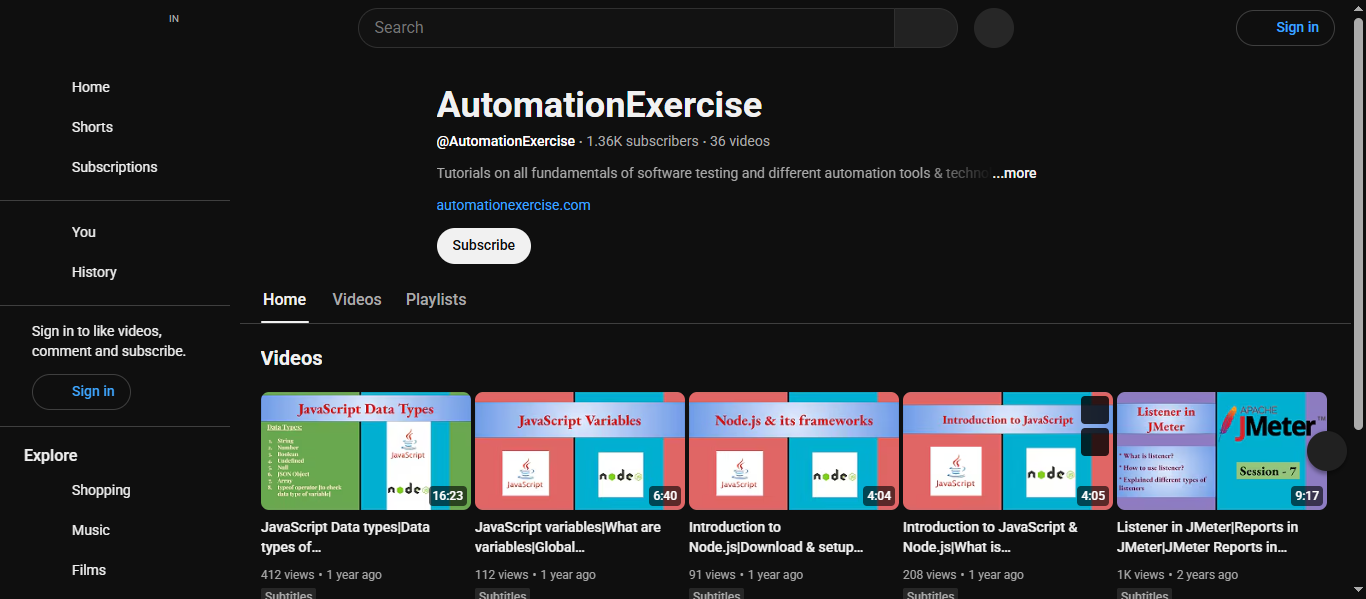 IN
Search
Sign in
Home
Shorts
Subscriptions
You
History
Sign in to like videos,
comment and subscribe.
Sign in
Explore
Shopping
Music
Films
AutomationExercise
@AutomationExercise · 1.36K subscribers · 36 videos
Tutorials on all fundamentals of software testing and different automation tools & techno ...more
automationexercise.com
Subscribe
Home Videos Playlists
Videos
JavaScript Data Types
Data Types:
1. String
2. Number
3. Boolean
4. Undefined
5. Null
6. JSON Object
7. Array
8. typeof operator [to check
data type of variable]
JavaScript
node
16:23
JavaScript Data types|Data
types of...
412 views • 1 year ago
Subtitles
JavaScript Variables
JavaScript
node
6:40
JavaScript variables|What are
variables|Global...
112 views • 1 year ago
Subtitles
Node.js & its frameworks
JavaScript
node
4:04
Introduction to
Node.js|Download & setup...
91 views • 1 year ago
Subtitles
Introduction to JavaScript
JavaScript
node
4:05
Introduction to JavaScript &
Node.js|What is...
208 views • 1 year ago
Subtitles
Listener in
JMeter
APACHE
JMeter™
* What is listener?
* How to use listener?
* Explained different types of
listeners
Session - 7
9:17
Listener in JMeter|Reports in
JMeter|JMeter Reports in...
1K views • 2 years ago
Subtitles